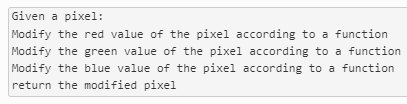 Given a pixel:
Modify the red value of the pixel according to a function
Modify the green value of the pixel according to a function
Modify the blue value of the pixel according to a function
return the modified pixel